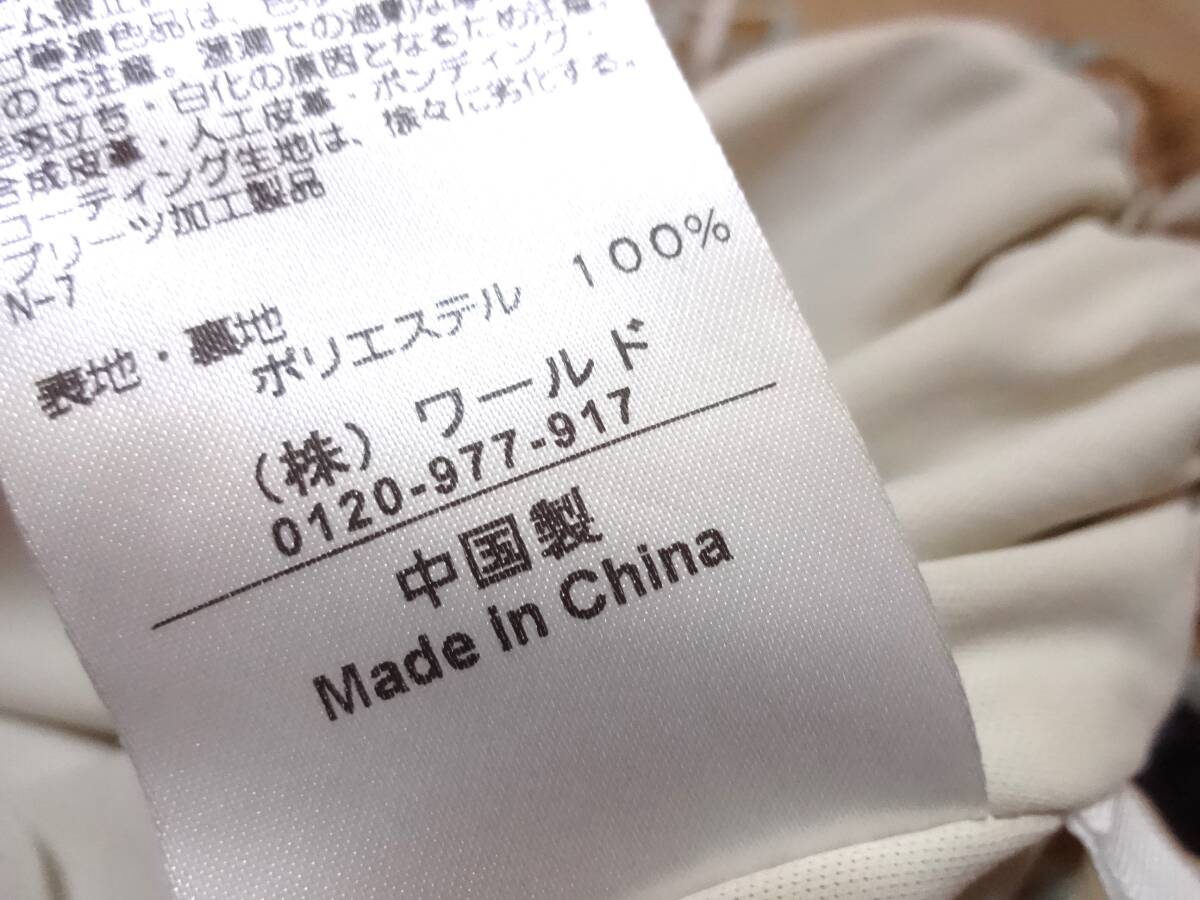 ので注意。湿潤での過剰な
毛羽立ち・白化の原因となるため注意。
合成皮革・人工皮革・ボンディング・
コーティング生地は、徐々に劣化する。
プリーツ加工製品
N-7
表地・裏地
ポリエステル 100%
(株) ワールド
0120-977-917
中国製
Made in China